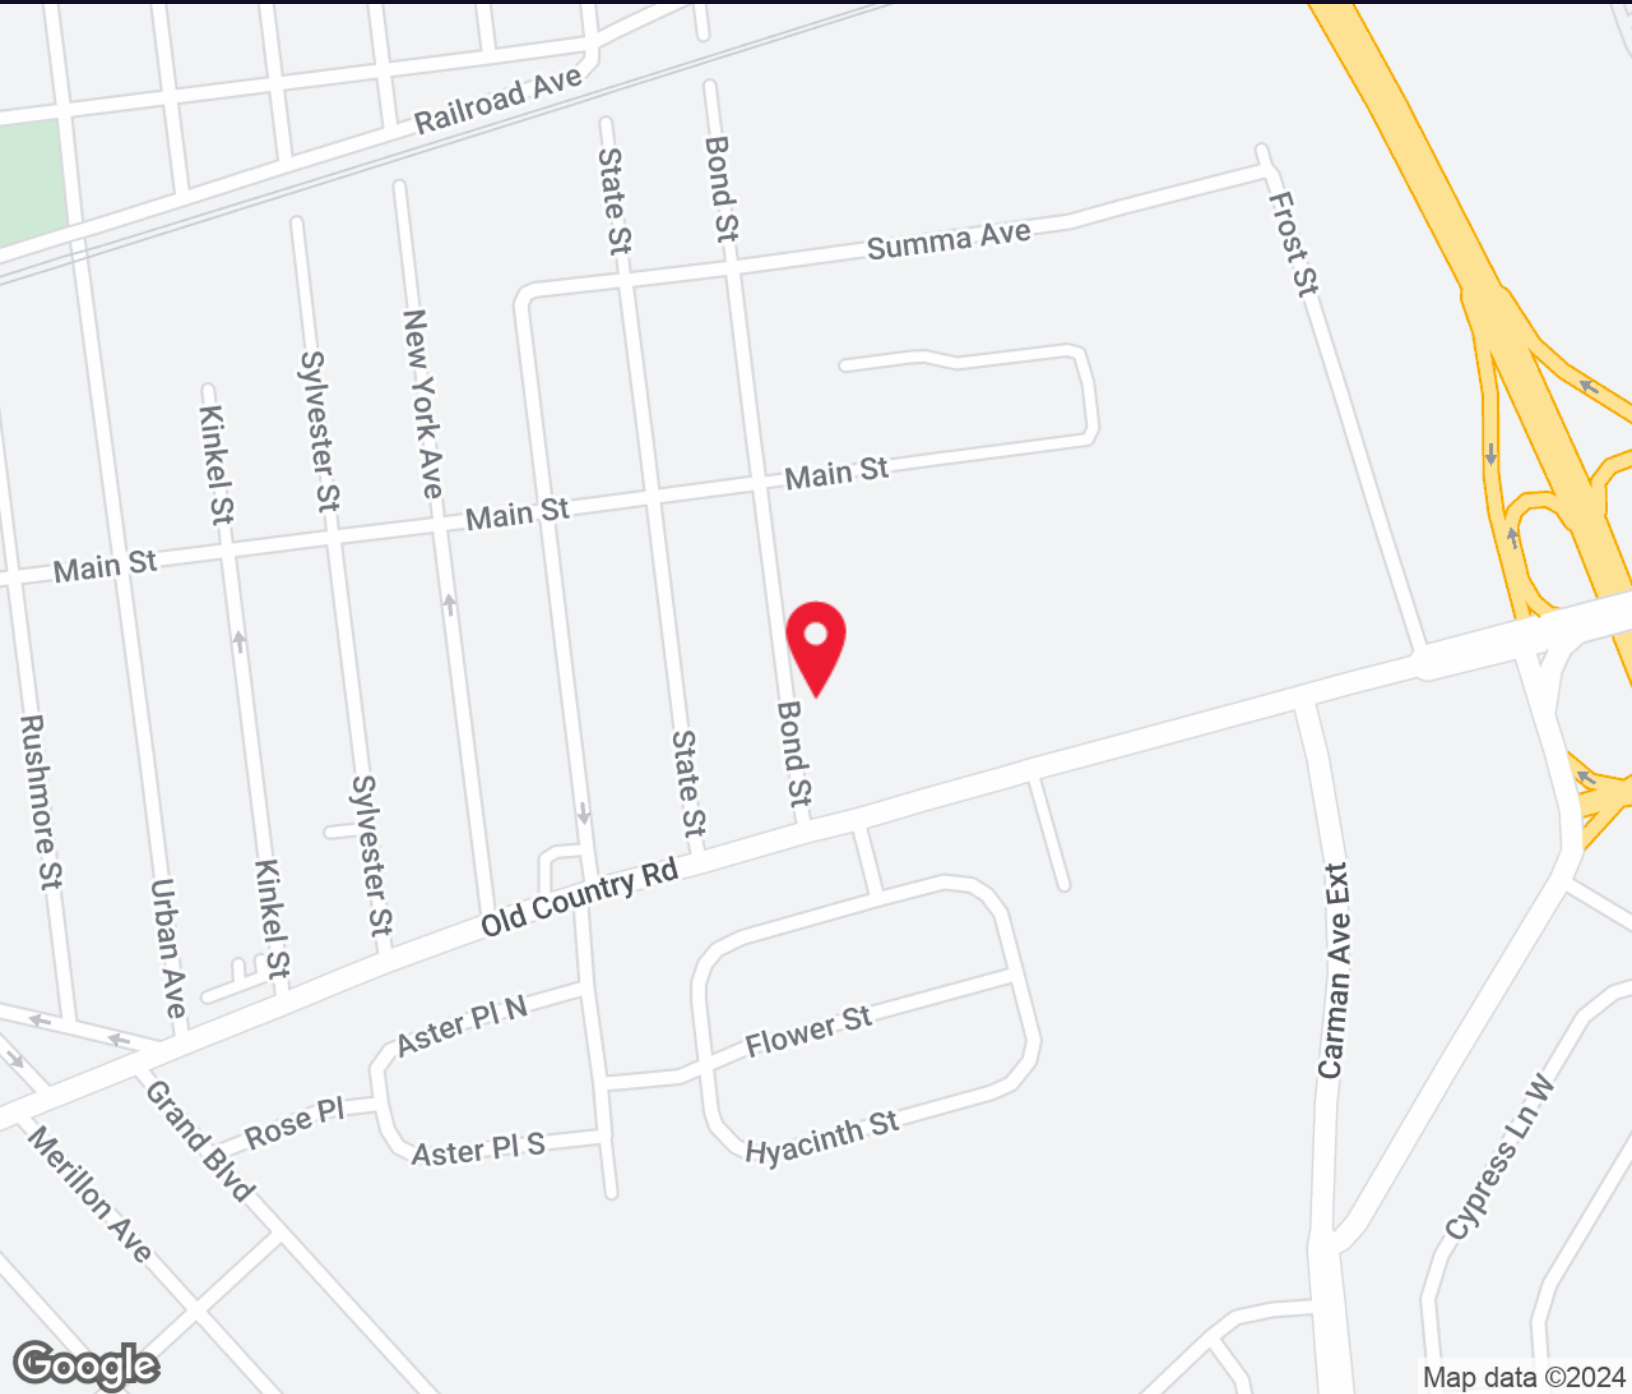 Railroad Ave
State St
Bond St
Summa Ave
Frost St
New York Ave
Sylvester St
Kinkel St
Main St
Main St
Main St
Rushmore St
Urban Ave
Kinkel St
Sylvester St
State St
Bond St
Old Country Rd
Carman Ave Ext
Aster Pl N
Flower St
Rose Pl
Aster Pl S
Hyacinth St
Grand Blvd
Merillon Ave
Cypress Ln W
Google
Map data ©2024